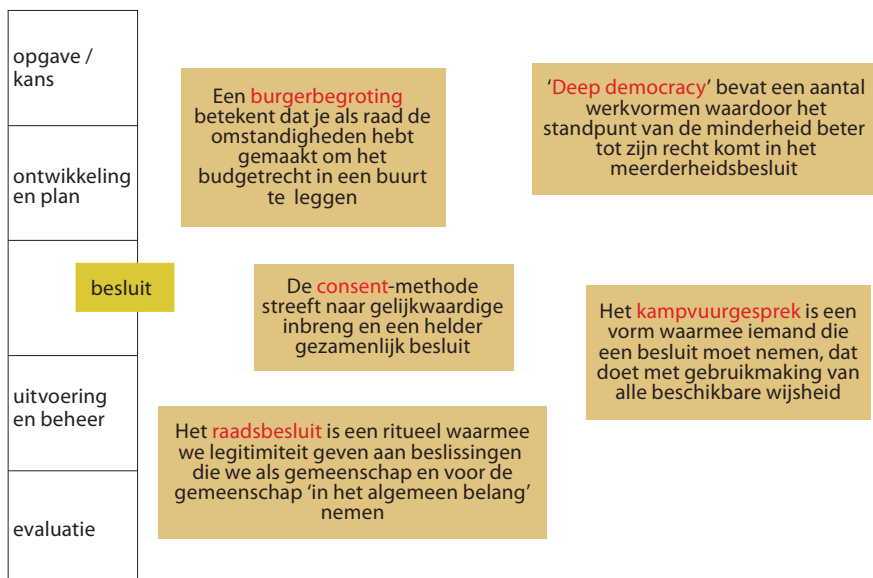 opgave /
kans
ontwikkeling
en plan
besluit
uitvoering
en beheer
evaluatie
Een burgerbegroting
betekent dat je als raad de
omstandigheden hebt
gemaakt om het
budgetrecht in een buurt
te leggen
‘Deep democracy’ bevat een aantal
werkvormen waardoor het
standpunt van de minderheid beter
tot zijn recht komt in het
meerderheidsbesluit
De consent-methode
streeft naar gelijkwaardige
inbreng en een helder
gezamenlijk besluit
Het kampvuurgesprek is een
vorm waarmee iemand die
een besluit moet nemen, dat
doet met gebruikmaking van
alle beschikbare wijsheid
Het raadsbesluit is een ritueel waarmee
we legitimiteit geven aan beslissingen
die we als gemeenschap en voor de
gemeenschap ‘in het algemeen belang’
nemen